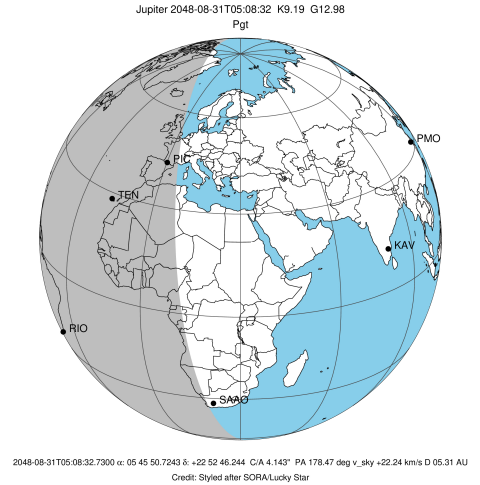 Jupiter 2048-08-31T05:08:32 K9.19 G12.98
Pgt
PMO
PIC
TEN
KAV
RIO
SAAO
2048-08-31T05:08:32.7300 α: 05 45 50.7243 δ: +22 52 46.244 C/A 4.143" PA 178.47 deg v_sky +22.24 km/s D 05.31 AU
Credit: Styled after SORA/Lucky Star